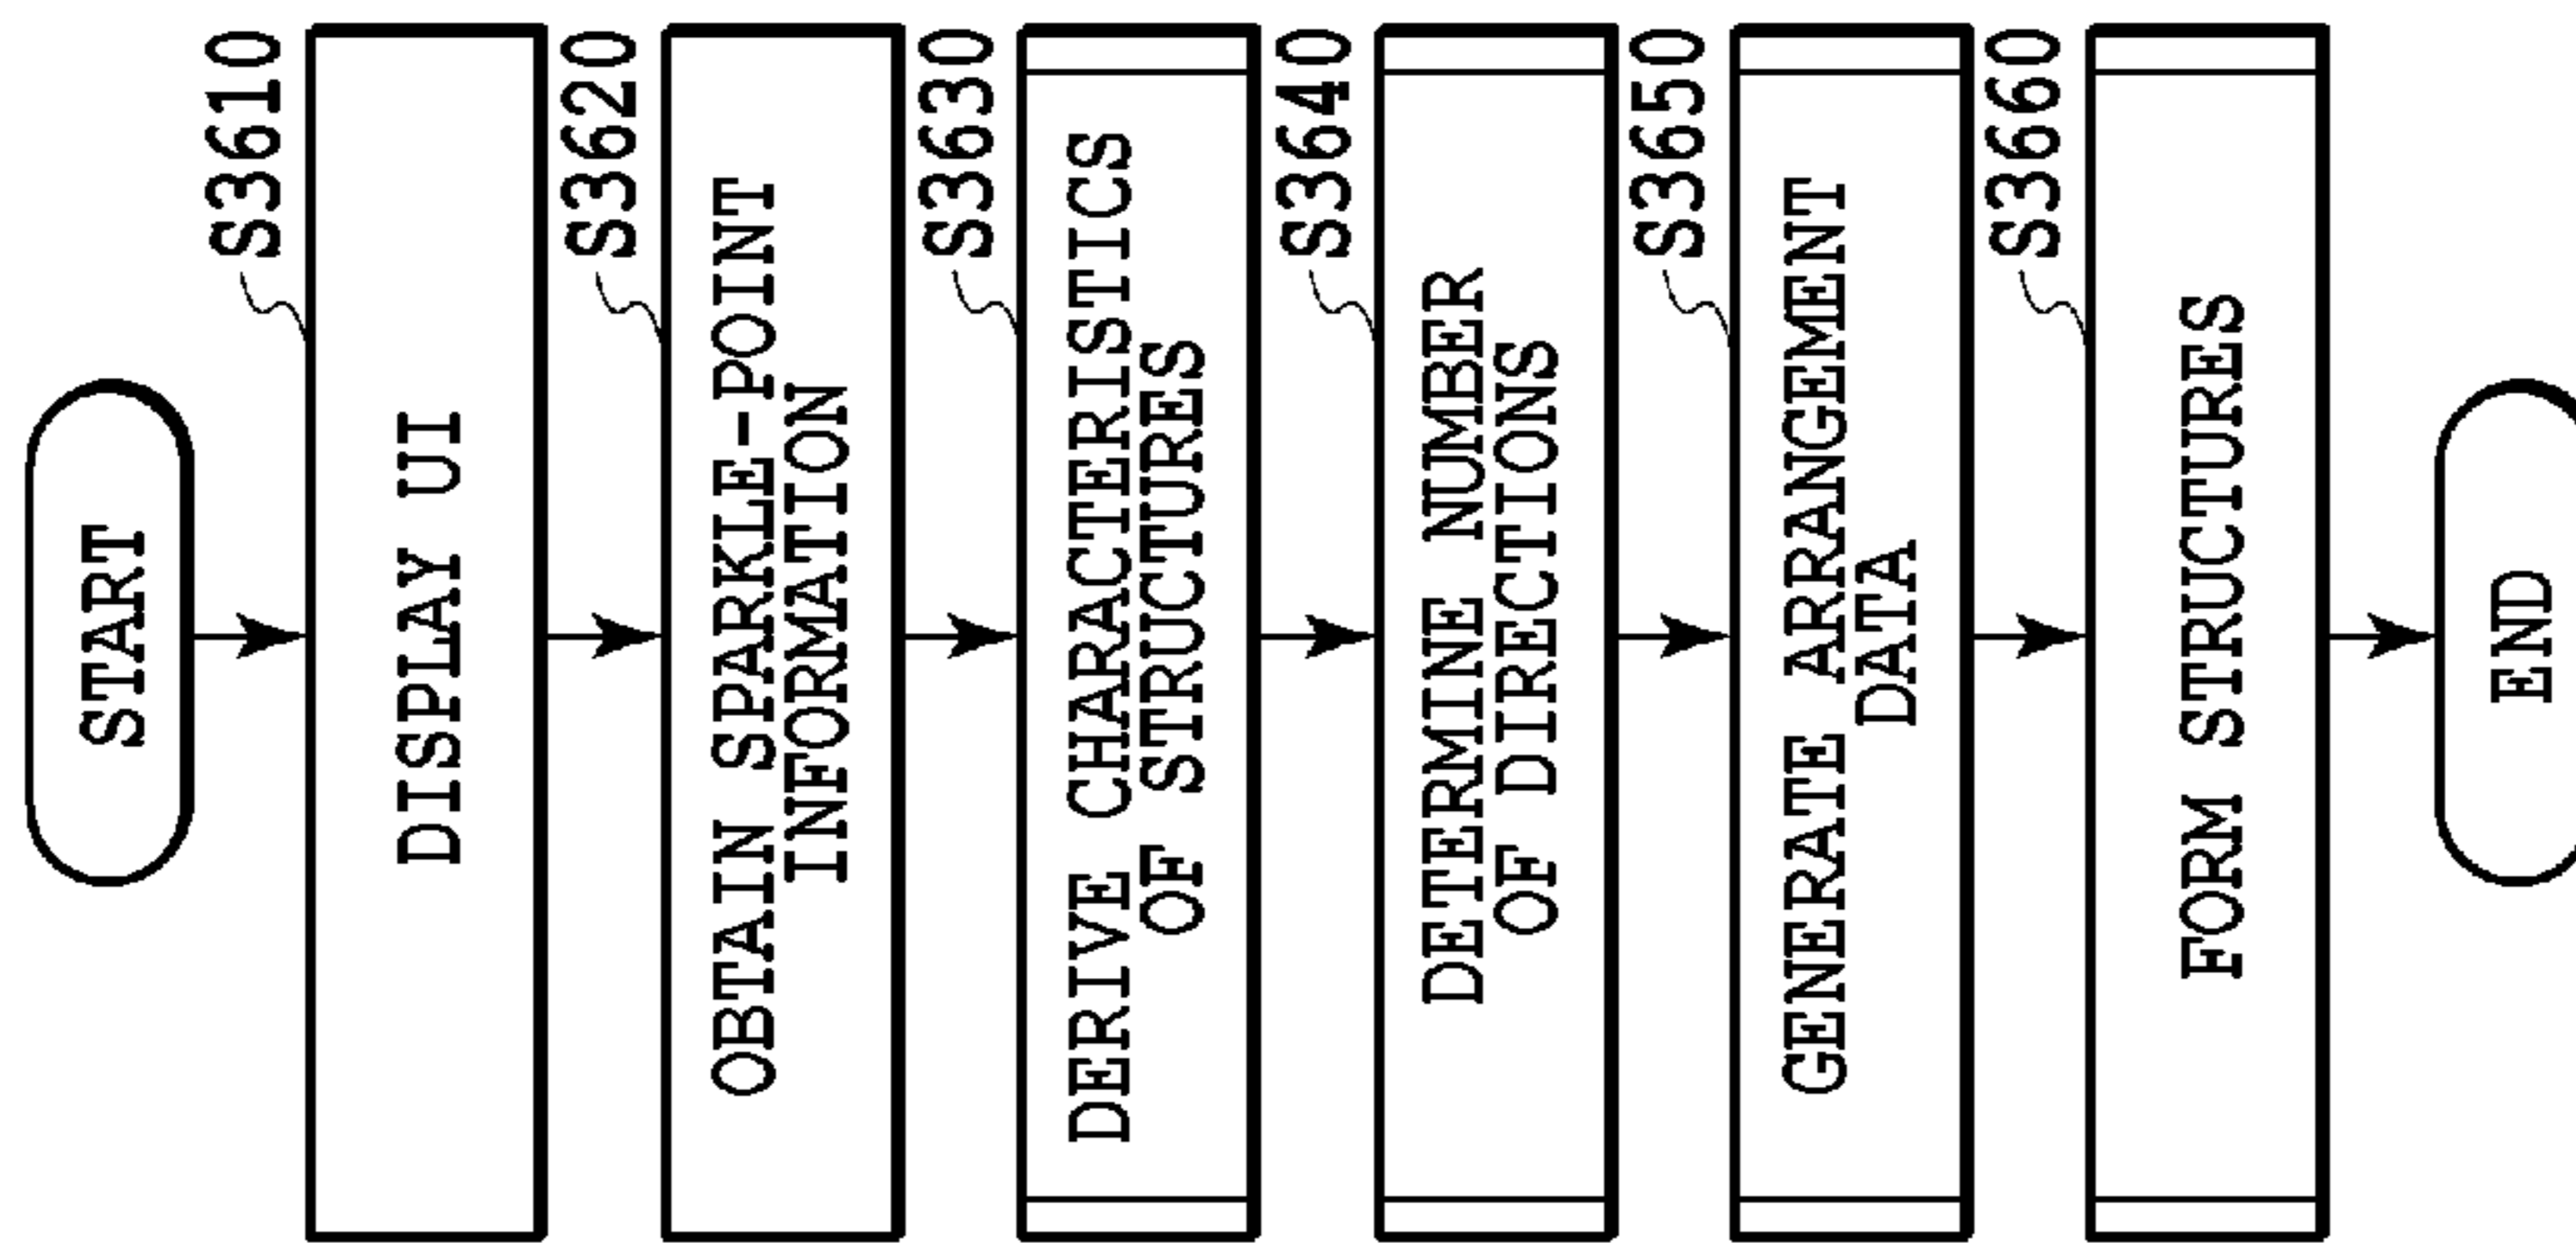 START
S3610
DISPLAY UI
S3620
OBTAIN SPARKLE-POINT
INFORMATION
S3630
DERIVE CHARACTERISTICS
OF STRUCTURES
S3640
DETERMINE NUMBER
OF DIRECTIONS
S3650
GENERATE ARRANGEMENT
DATA
S3660
FORM STRUCTURES
END